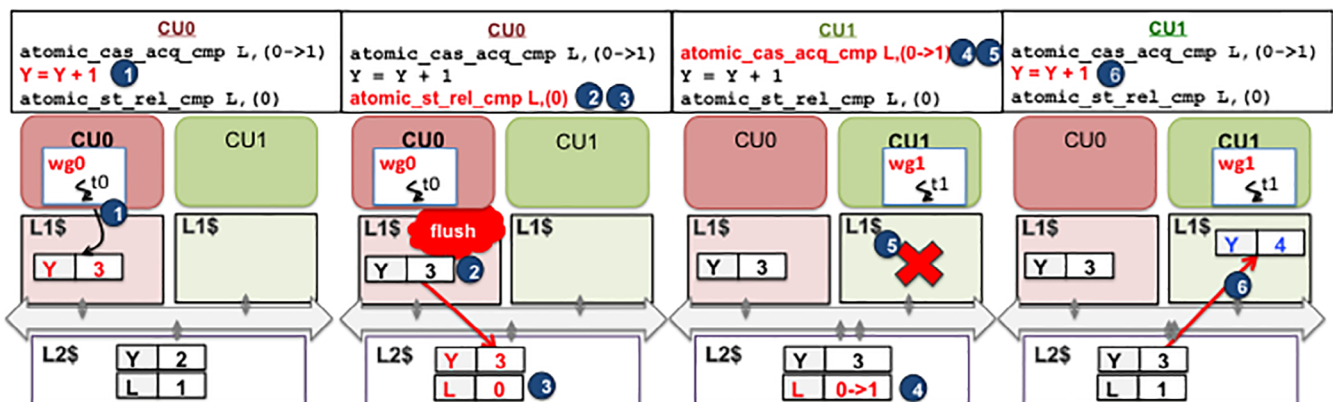 CU0
atomic_cas_acq_cmp L,(0->1)
Y = Y + 1 1
atomic_st_rel_cmp L,(0)
CU0
wg0
t0
1
CU1
L1$
Y 3
L1$
L2$
Y 2
L 1
CU0
atomic_cas_acq_cmp L,(0->1)
Y = Y + 1
atomic_st_rel_cmp L,(0) 2 3
CU0
wg0
t0
CU1
L1$
flush
Y 3 2
L1$
L2$
Y 3
L 0 3
CU1
atomic_cas_acq_cmp L,(0->1) 4 5
Y = Y + 1
atomic_st_rel_cmp L,(0)
CU0
CU1
wg1
t1
L1$
Y 3
L1$
5
L2$
Y 3
L 0->1 4
CU1
atomic_cas_acq_cmp L,(0->1)
Y = Y + 1 6
atomic_st_rel_cmp L,(0)
CU0
CU1
wg1
t1
L1$
Y 3
L1$
Y 4
6
L2$
Y 3
L 1